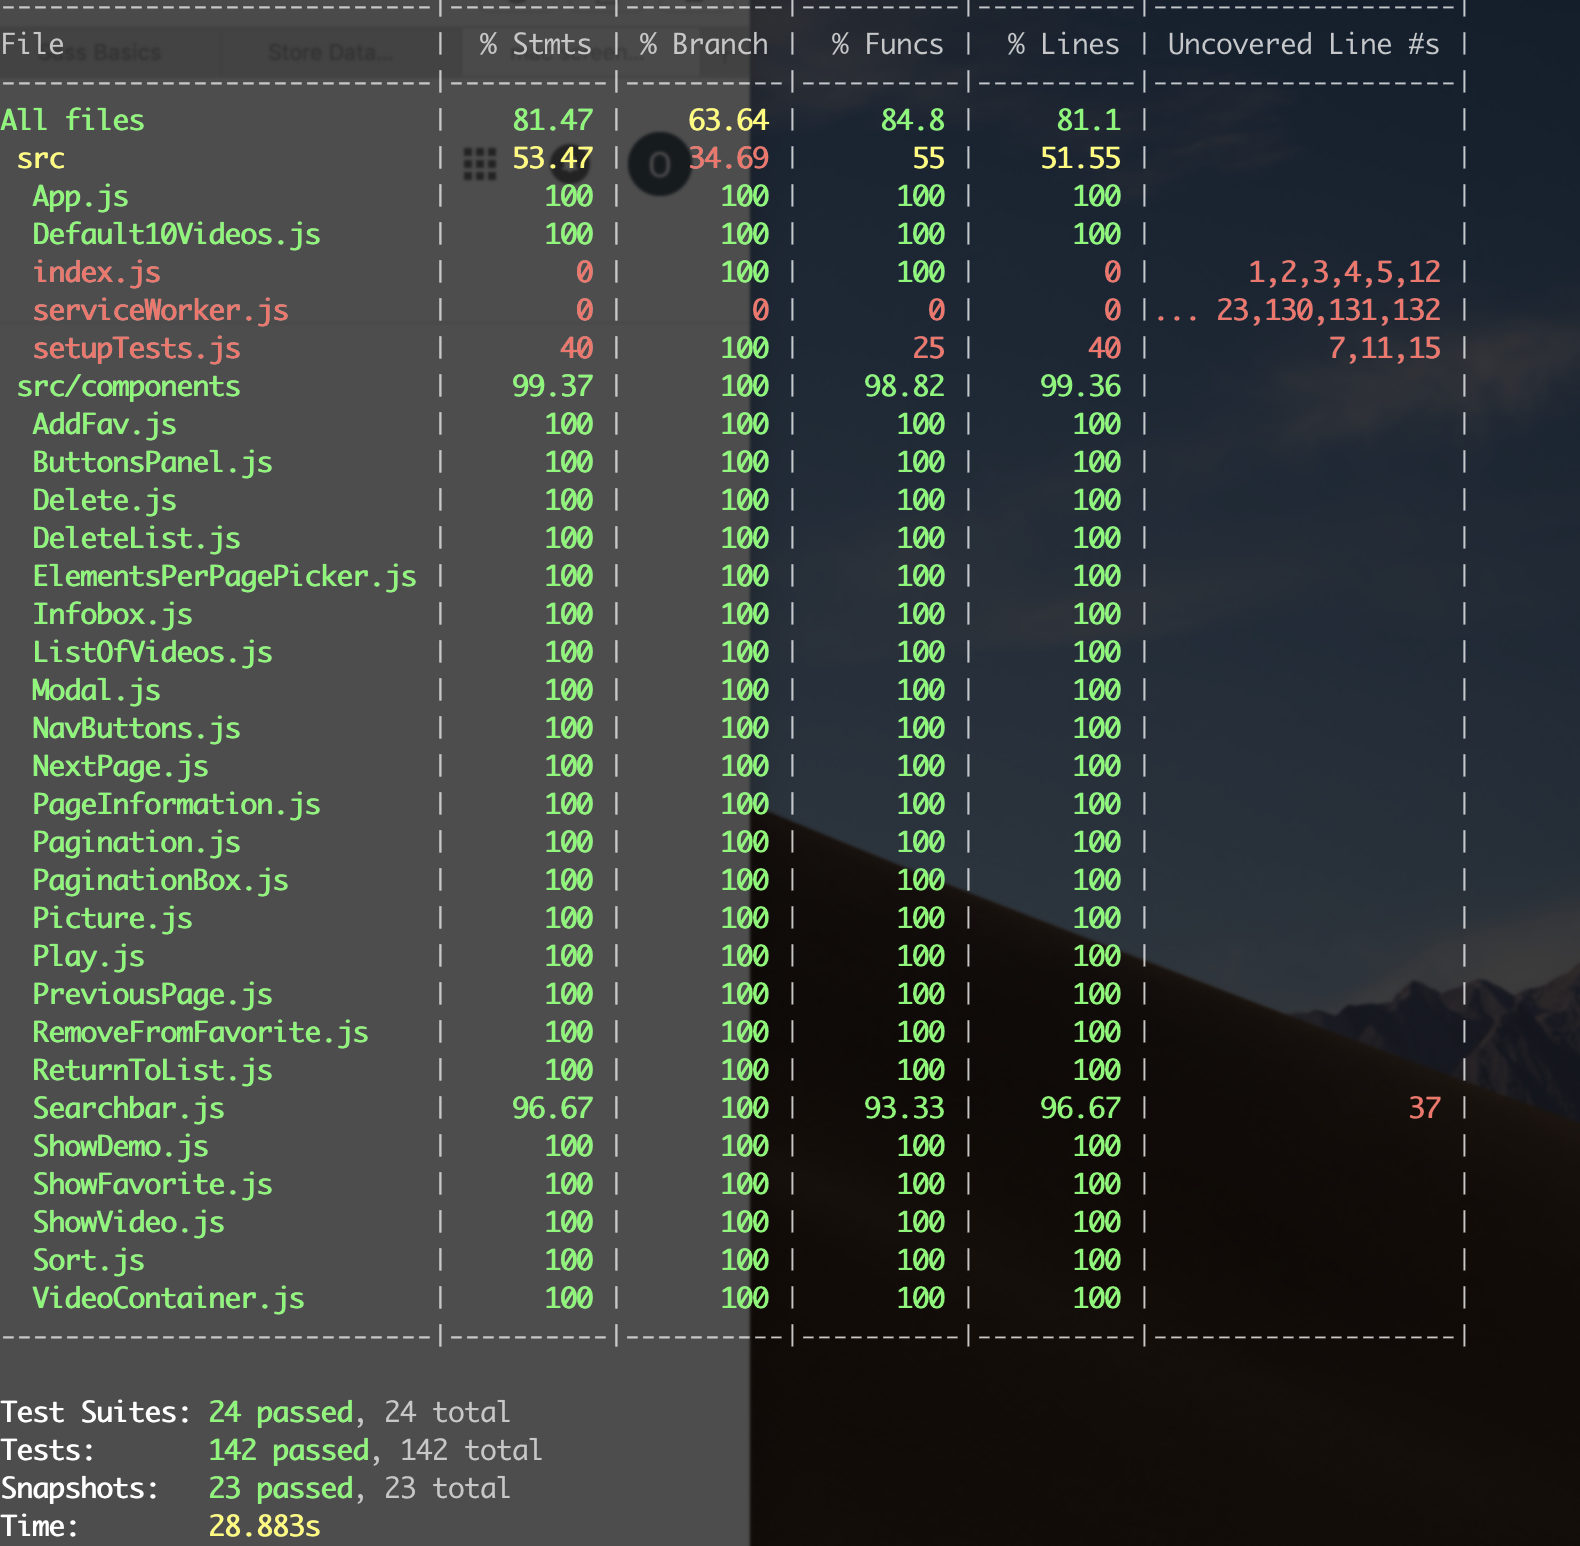 ---------------------------|----------|----------|----------|----------|-------------------|
Sass Basics Store Data...
File | % Stmts | % Branch | % Funcs | % Lines | Uncovered Line #s |
---------------------------|----------|----------|----------|----------|-------------------|
All files | 81.47 | 63.64 | 84.8 | 81.1 | |
src | 53.47 | 34.69 | 55 | 51.55 | |
App.js | 100 | 100 | 100 | 100 | |
Default10Videos.js | 100 | 100 | 100 | 100 | |
index.js | 0 | 100 | 100 | 0 | 1,2,3,4,5,12 |
serviceWorker.js | 0 | 0 | 0 | 0 |... 23,130,131,132 |
setupTests.js | 40 | 100 | 25 | 40 | 7,11,15 |
src/components | 99.37 | 100 | 98.82 | 99.36 | |
AddFav.js | 100 | 100 | 100 | 100 | |
ButtonsPanel.js | 100 | 100 | 100 | 100 | |
Delete.js | 100 | 100 | 100 | 100 | |
DeleteList.js | 100 | 100 | 100 | 100 | |
ElementsPerPagePicker.js | 100 | 100 | 100 | 100 | |
Infobox.js | 100 | 100 | 100 | 100 | |
ListOfVideos.js | 100 | 100 | 100 | 100 | |
Modal.js | 100 | 100 | 100 | 100 | |
NavButtons.js | 100 | 100 | 100 | 100 | |
NextPage.js | 100 | 100 | 100 | 100 | |
PageInformation.js | 100 | 100 | 100 | 100 | |
Pagination.js | 100 | 100 | 100 | 100 | |
PaginationBox.js | 100 | 100 | 100 | 100 | |
Picture.js | 100 | 100 | 100 | 100 | |
Play.js | 100 | 100 | 100 | 100 | |
PreviousPage.js | 100 | 100 | 100 | 100 | |
RemoveFromFavorite.js | 100 | 100 | 100 | 100 | |
ReturnToList.js | 100 | 100 | 100 | 100 | |
Searchbar.js | 96.67 | 100 | 93.33 | 96.67 | 37 |
ShowDemo.js | 100 | 100 | 100 | 100 | |
ShowFavorite.js | 100 | 100 | 100 | 100 | |
ShowVideo.js | 100 | 100 | 100 | 100 | |
Sort.js | 100 | 100 | 100 | 100 | |
VideoContainer.js | 100 | 100 | 100 | 100 | |
---------------------------|----------|----------|----------|----------|-------------------|
Test Suites: 24 passed, 24 total
Tests: 142 passed, 142 total
Snapshots: 23 passed, 23 total
Time: 28.883s